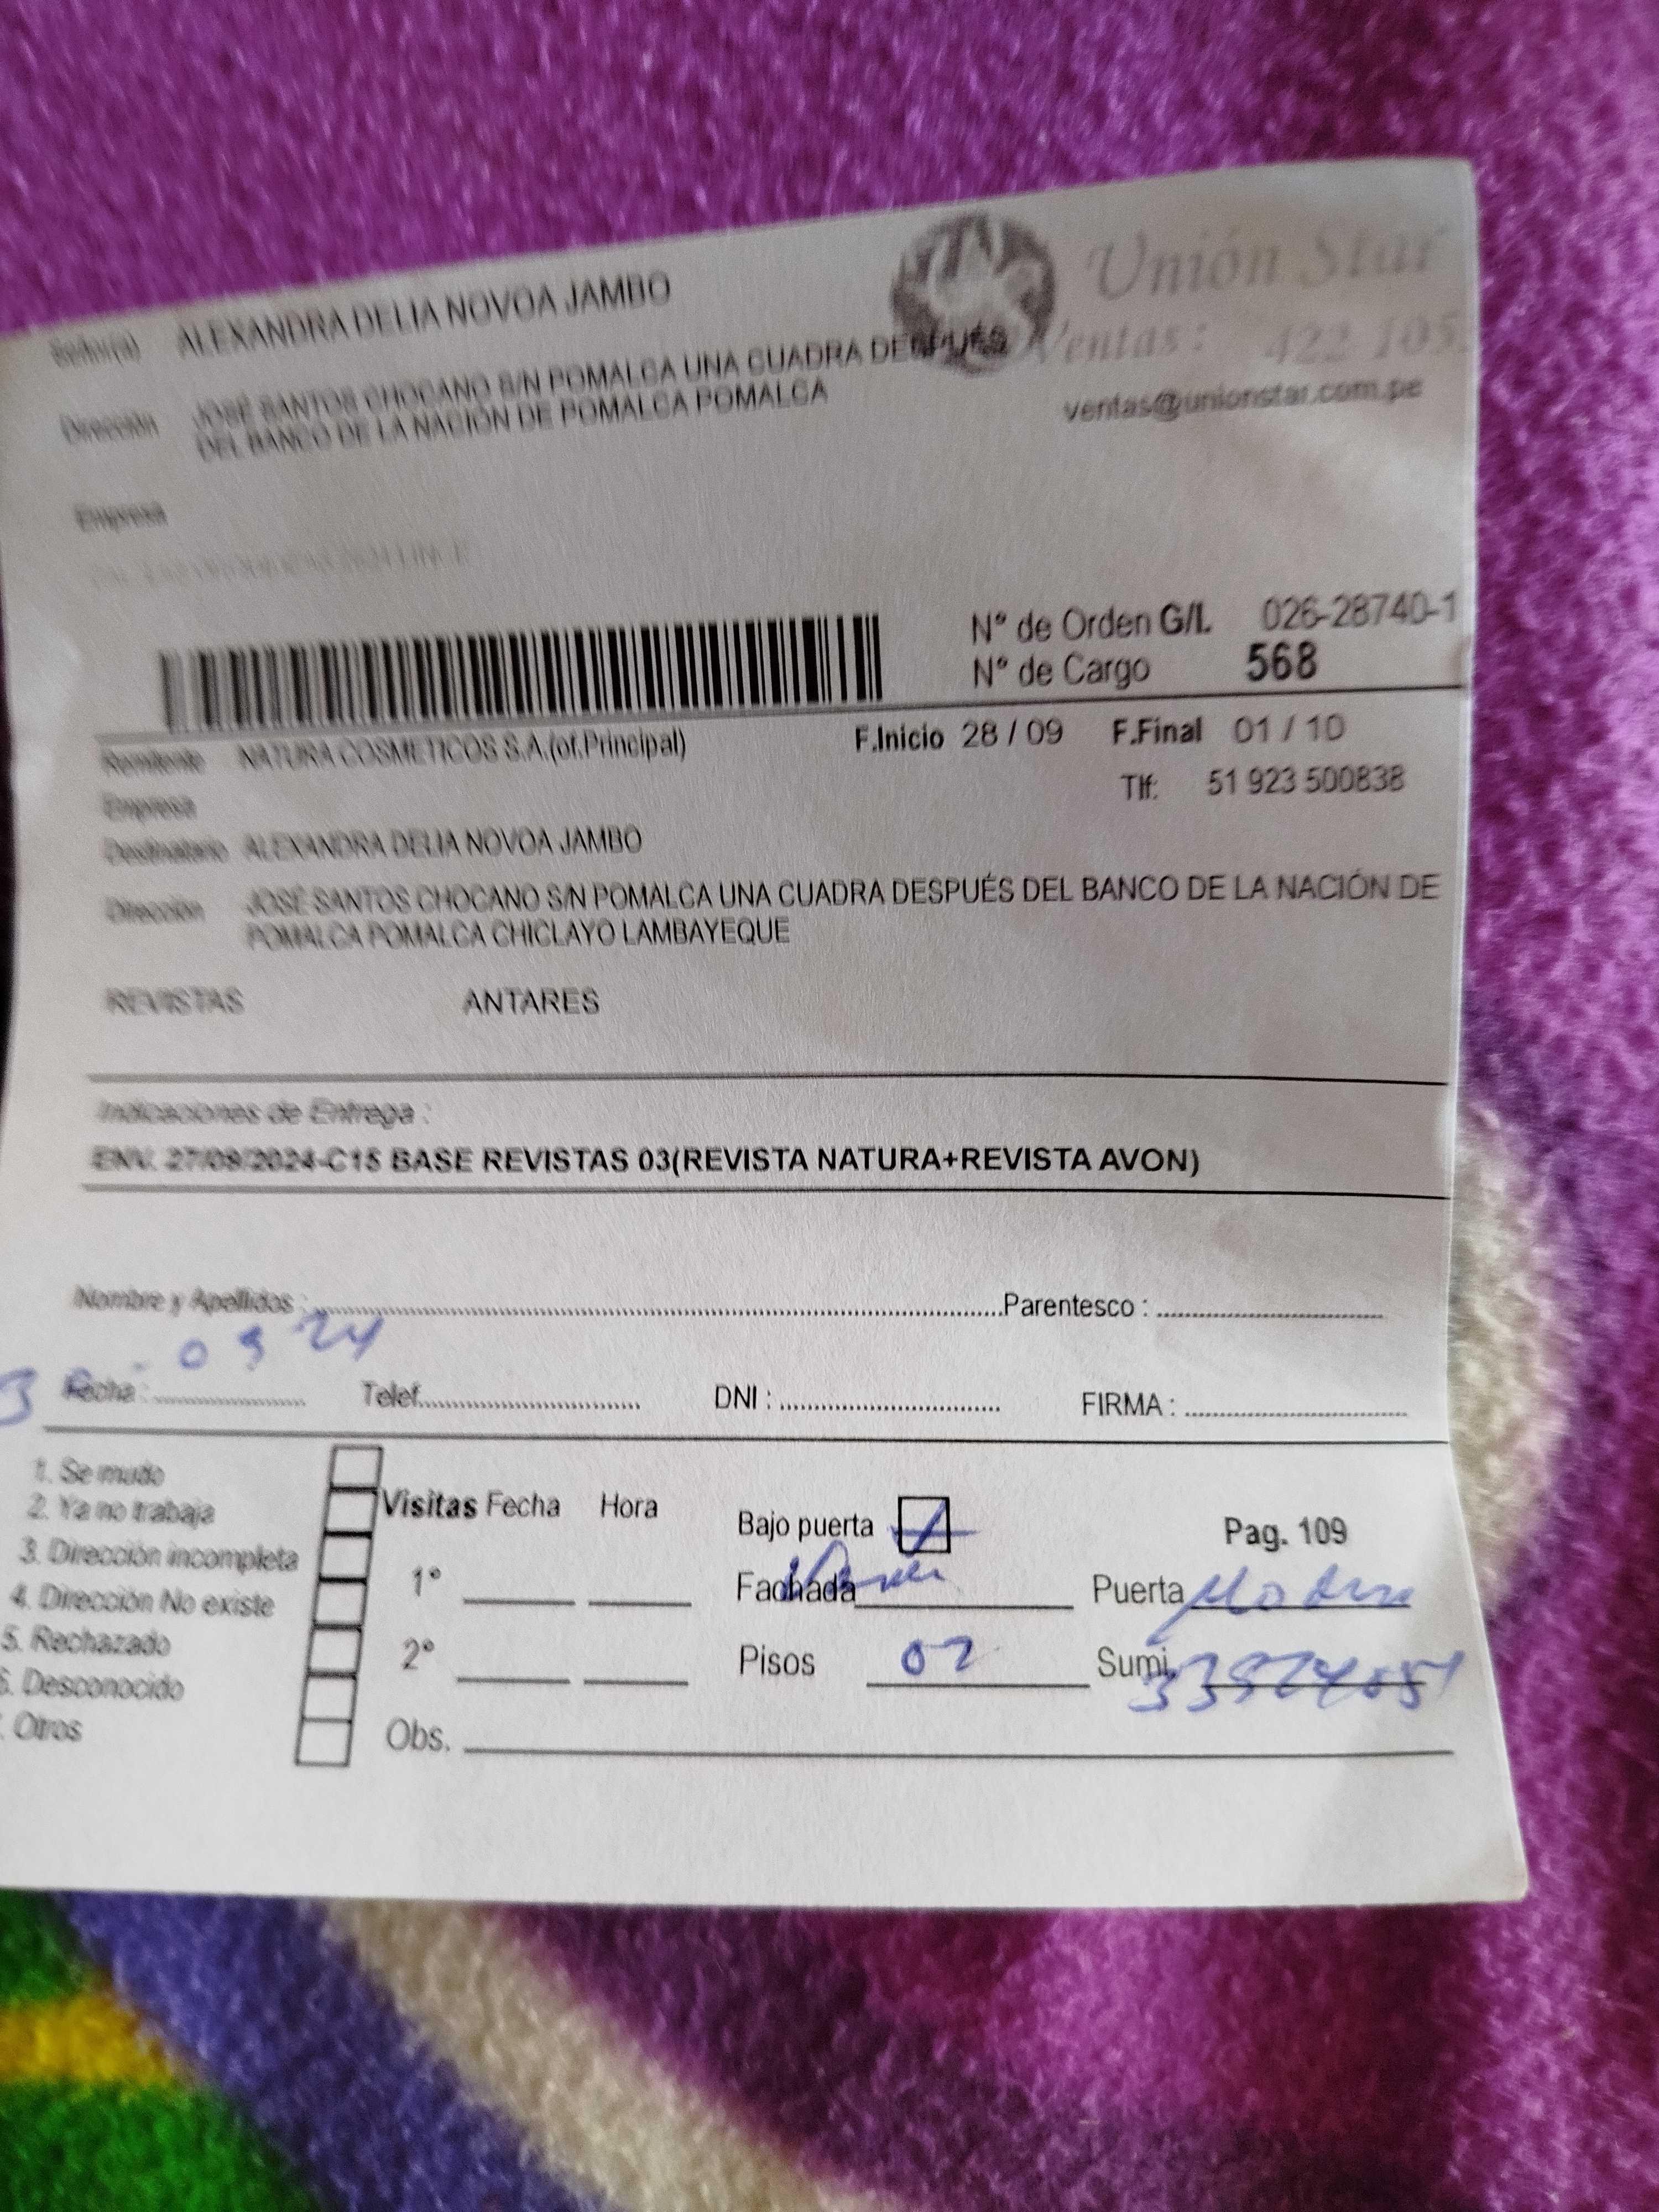 Unión Star
Señor(a) ALEXANDRA DELIA NOVOA JAMBO
Ventas: 422 105
Dirección JOSÉ SANTOS CHOCANO S/N POMALCA UNA CUADRA DESPUÉS
DEL BANCO DE LA NACIÓN DE POMALCA POMALCA
ventas@unionstar.com.pe
Empresa
Nº de Orden G/I. 026-28740-1
Nº de Cargo 568
Remitente NATURA COSMETICOS S.A.(of.Principal) F.Inicio 28 / 09 F.Final 01 / 10
Empresa Tlf: 51 923 500838
Destinatario ALEXANDRA DELIA NOVOA JAMBO
Dirección JOSÉ SANTOS CHOCANO S/N POMALCA UNA CUADRA DESPUÉS DEL BANCO DE LA NACIÓN DE
POMALCA POMALCA CHICLAYO LAMBAYEQUE
REVISTAS ANTARES
Indicaciones de Entrega :
ENV. 27/09/2024-C15 BASE REVISTAS 03(REVISTA NATURA+REVISTA AVON)
Nombre y Apellidos : Parentesco :
09 24
Fecha : Telef. DNI : FIRMA :
1. Se mudo
2. Ya no trabaja
3. Dirección incompleta
4. Dirección No existe
5. Rechazado
6. Desconocido
. Otros
Visitas Fecha Hora
1°
2°
Obs.
Bajo puerta
Fachada
Pisos 02
Pag. 109
Puerta
Sumi.